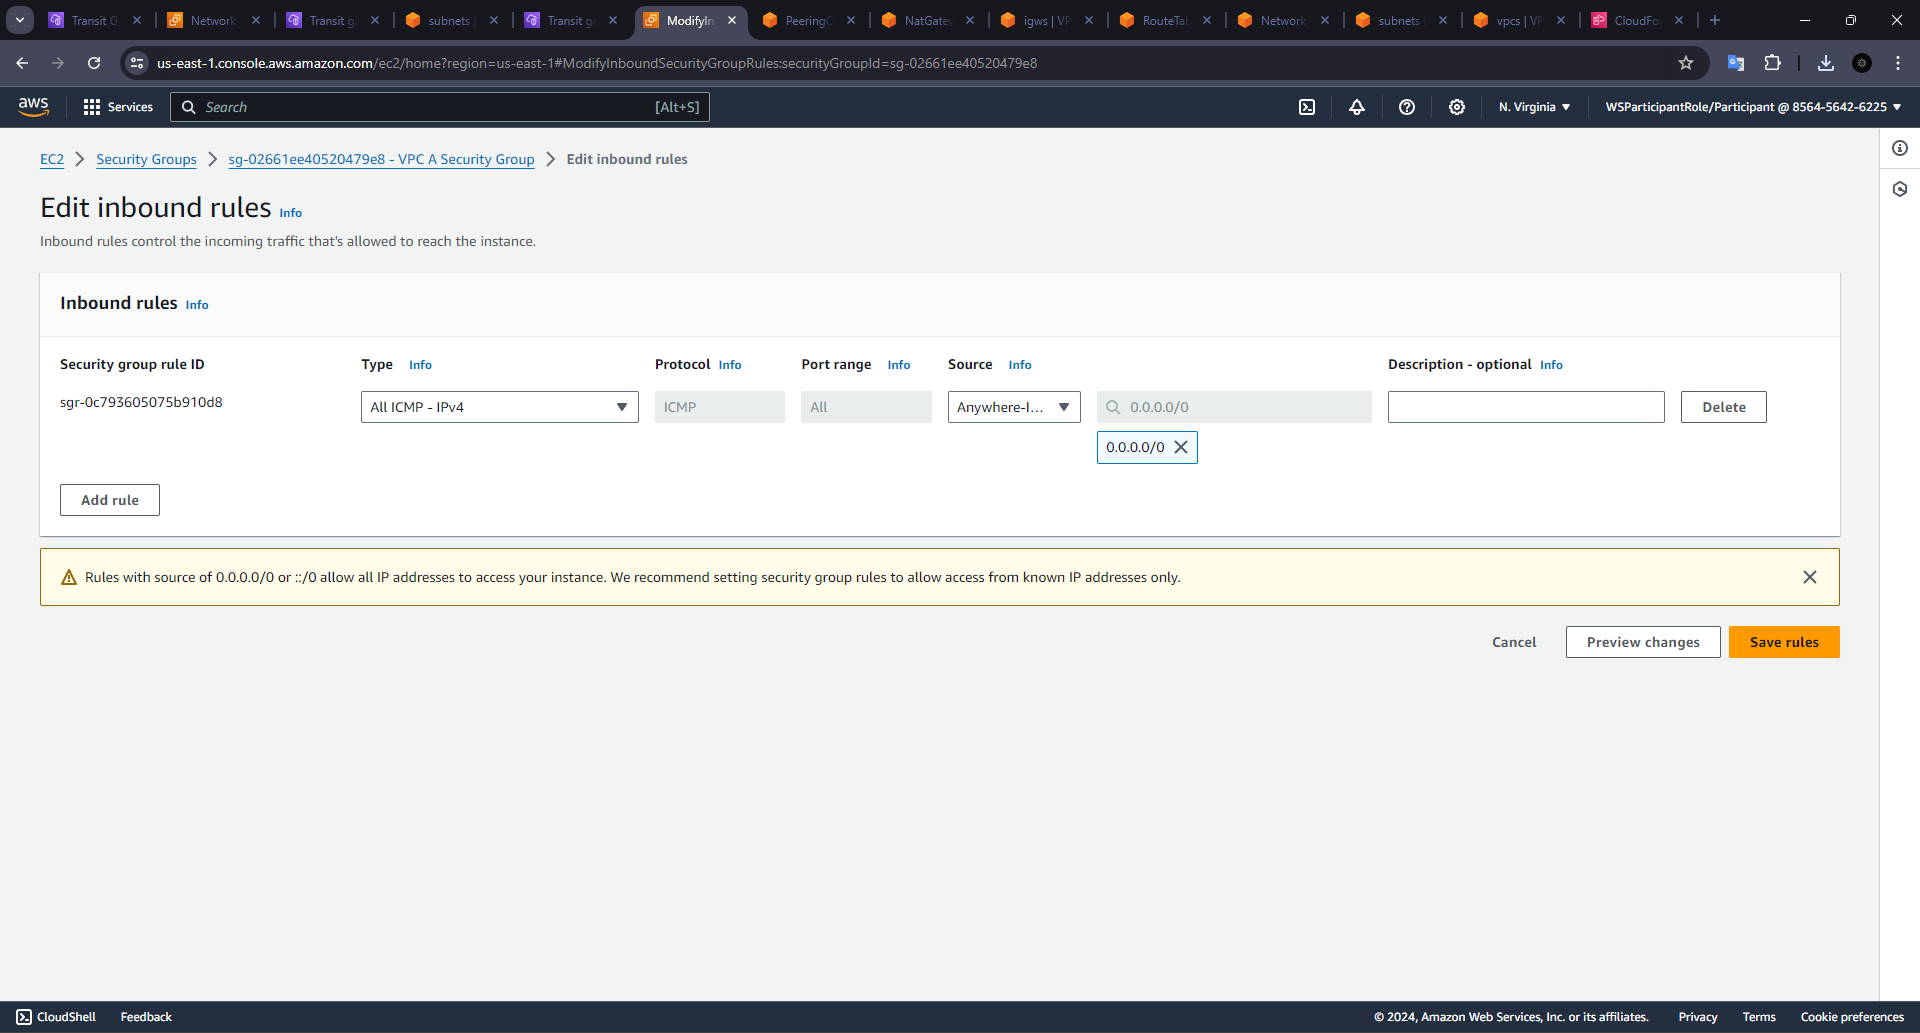 Transit G
Network
Transit g
subnets |
Transit g
ModifyIn
PeeringC
NatGatew
igws | VP
RouteTab
Network
subnets
vpcs | VP
CloudFor
us-east-1.console.aws.amazon.com/ec2/home?region=us-east-1#ModifyInboundSecurityGroupRules:securityGroupId=sg-02661ee40520479e8
aws Services Search [Alt+S] N. Virginia WSParticipantRole/Participant @ 8564-5642-6225
EC2 Security Groups sg-02661ee40520479e8 - VPC A Security Group Edit inbound rules
Edit inbound rules Info
Inbound rules control the incoming traffic that's allowed to reach the instance.
Inbound rules Info
Security group rule ID Type Info Protocol Info Port range Info Source Info Description - optional Info
sgr-0c793605075b910d8 All ICMP - IPv4 ICMP All Anywhere-I... 0.0.0.0/0 Delete
0.0.0.0/0
Add rule
Rules with source of 0.0.0.0/0 or ::/0 allow all IP addresses to access your instance. We recommend setting security group rules to allow access from known IP addresses only.
Cancel Preview changes Save rules
CloudShell Feedback © 2024, Amazon Web Services, Inc. or its affiliates. Privacy Terms Cookie preferences